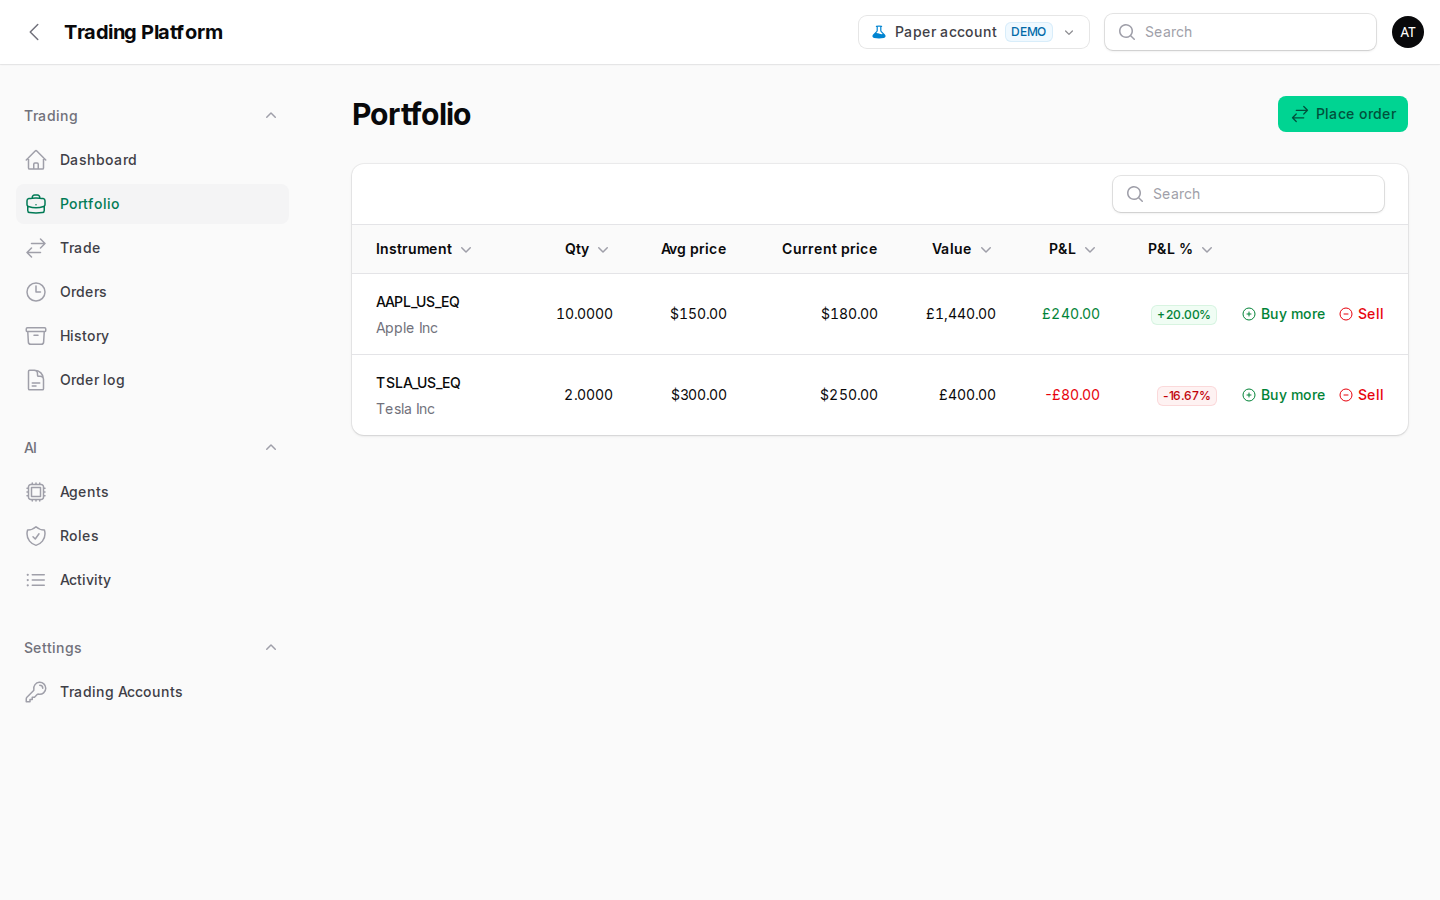 Trading Platform
Paper account DEMO
Search
AT
Trading
Dashboard
Portfolio
Trade
Orders
History
Order log
AI
Agents
Roles
Activity
Settings
Trading Accounts
Portfolio
Place order
Search
Instrument Qty Avg price Current price Value P&L P&L %
AAPL_US_EQ
Apple Inc
10.0000 $150.00 $180.00 £1,440.00 £240.00 +20.00% Buy more Sell
TSLA_US_EQ
Tesla Inc
2.0000 $300.00 $250.00 £400.00 -£80.00 -16.67% Buy more Sell